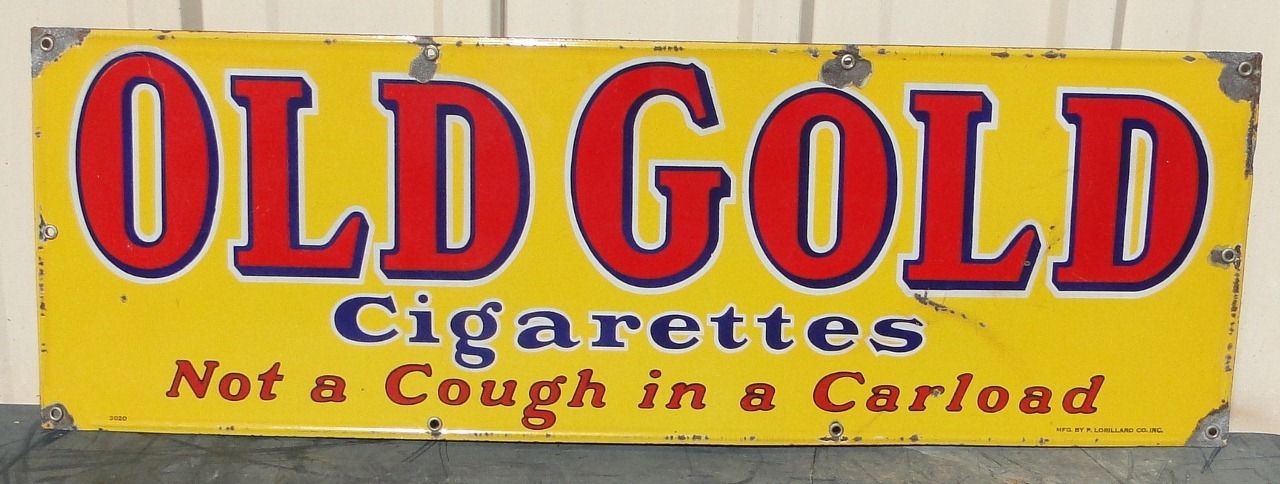 OLD GOLD
Cigarettes
Not a Cough in a Carload
3020
MFG. BY P. LORILLARD CO. INC.